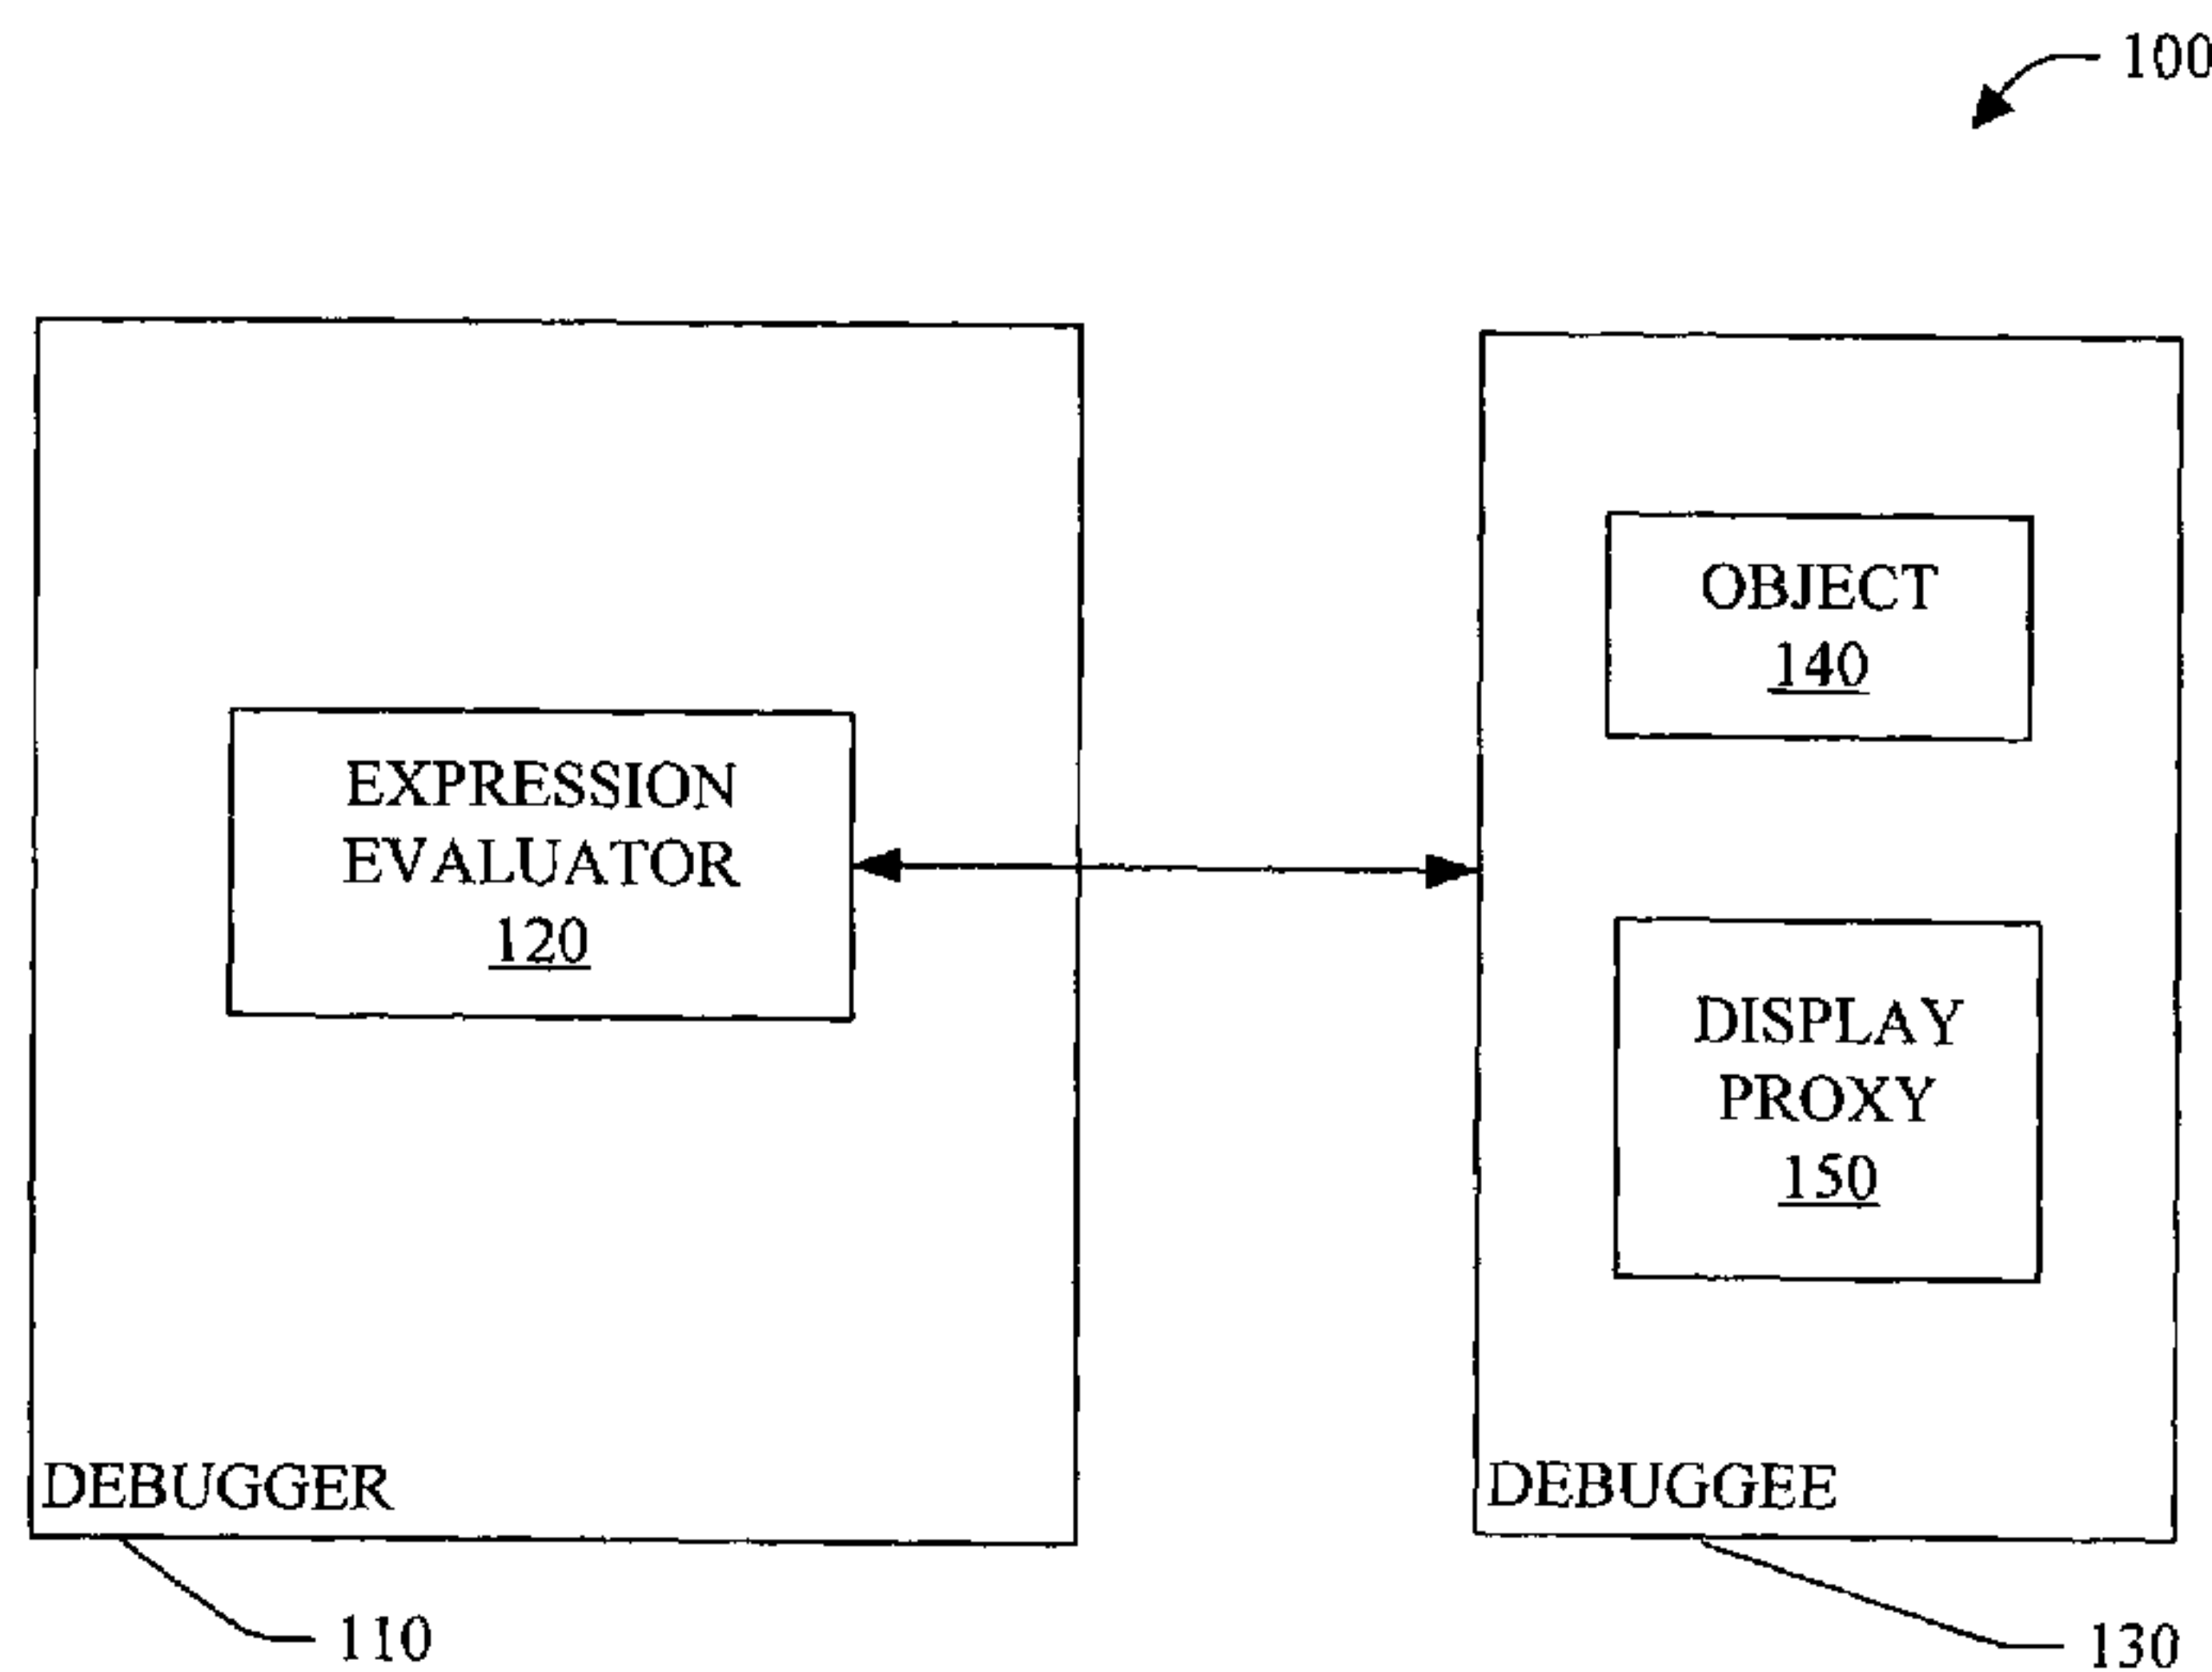 100
OBJECT
140
EXPRESSION
EVALUATOR
120
DISPLAY
PROXY
150
DEBUGGER
DEBUGGEE
110
130